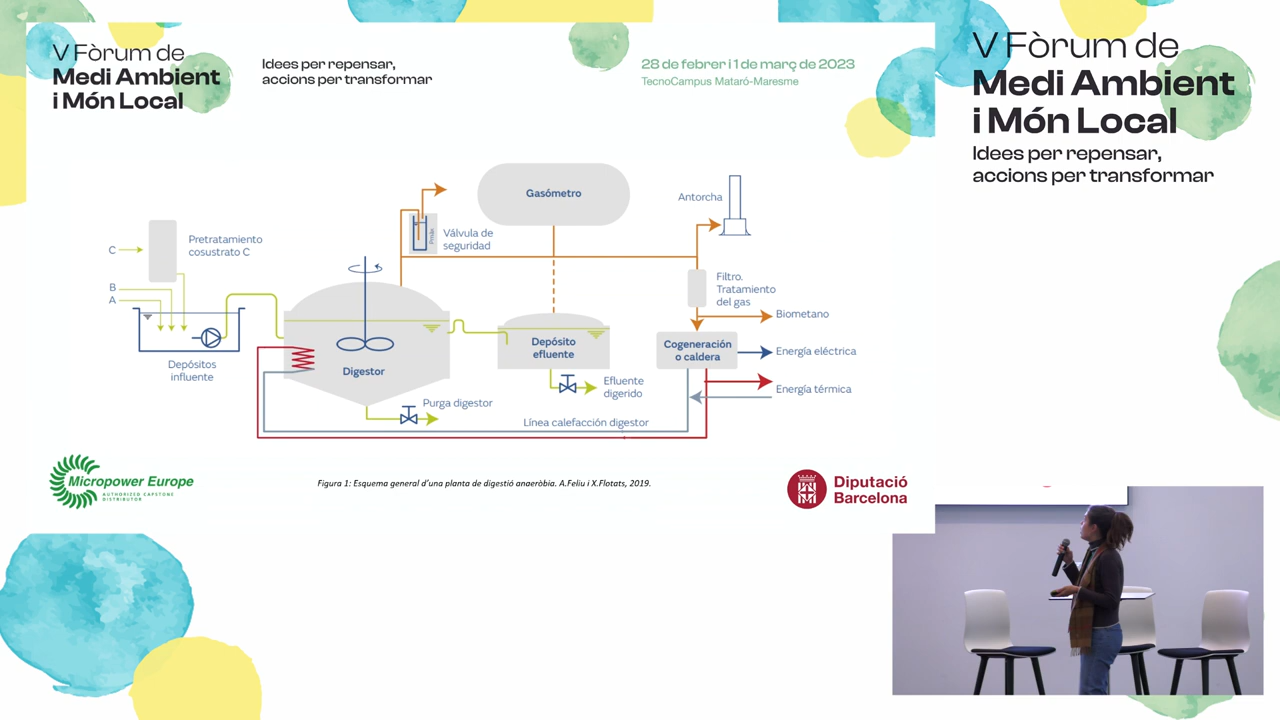 V Fòrum de
Medi Ambient
i Món Local
Idees per repensar,
accions per transformar
28 de febrer i 1 de març de 2023
TecnoCampus Mataró-Maresme
V Fòrum de
Medi Ambient
i Món Local
Idees per repensar,
accions per transformar
Gasómetro
Antorcha
Válvula de
seguridad
Presión
Pretratamiento
cosustrato C
C
B
A
Filtro.
Tratamiento
del gas
Biometano
Depósitos
influente
Digestor
Depósito
efluente
Cogeneración
o caldera
Energía eléctrica
Energía térmica
Efluente
digerido
Purga digestor
Línea calefacción digestor
Micropower Europe
AUTHORIZED CAPSTONE
DISTRIBUTOR
Figura 1: Esquema general d'una planta de digestió anaeròbia. A.Feliu i X.Flotats, 2019.
Diputació
Barcelona